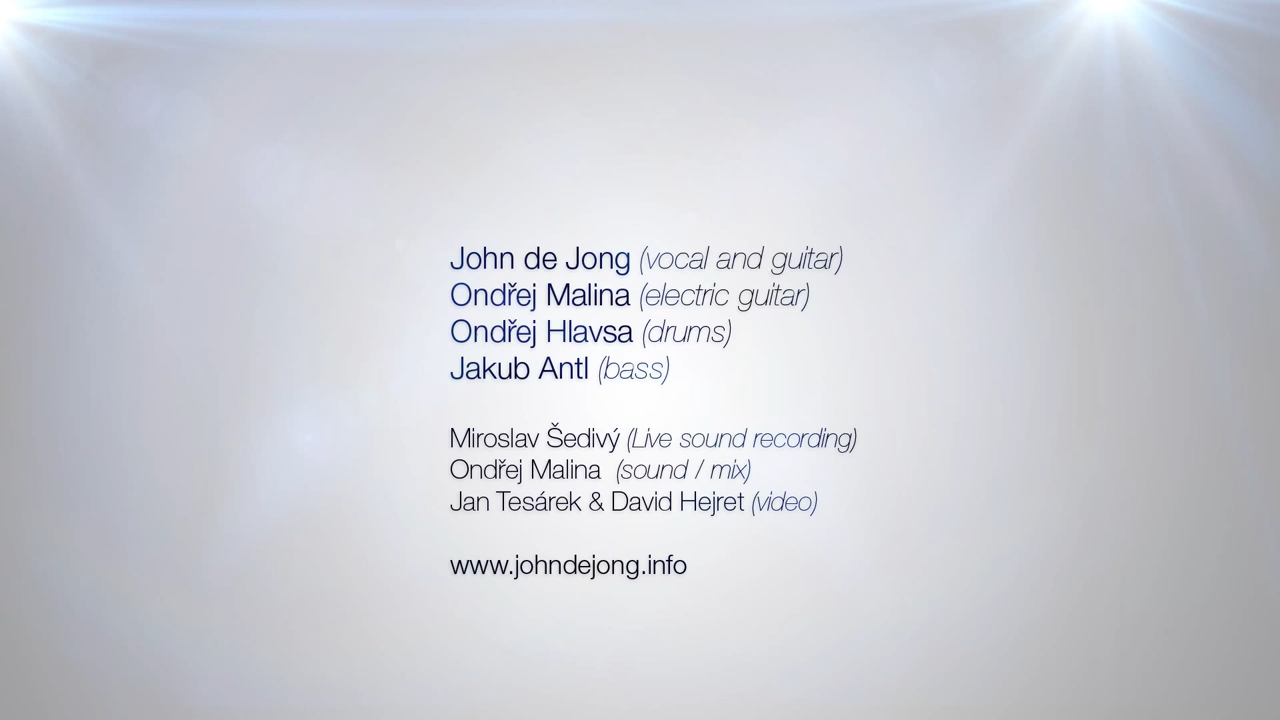 John de Jong (vocal and guitar)
Ondřej Malina (electric guitar)
Ondřej Hlavsa (drums)
Jakub Antl (bass)
Miroslav Šedivý (Live sound recording)
Ondřej Malina (sound / mix)
Jan Tesárek & David Hejret (video)
www.johndejong.info